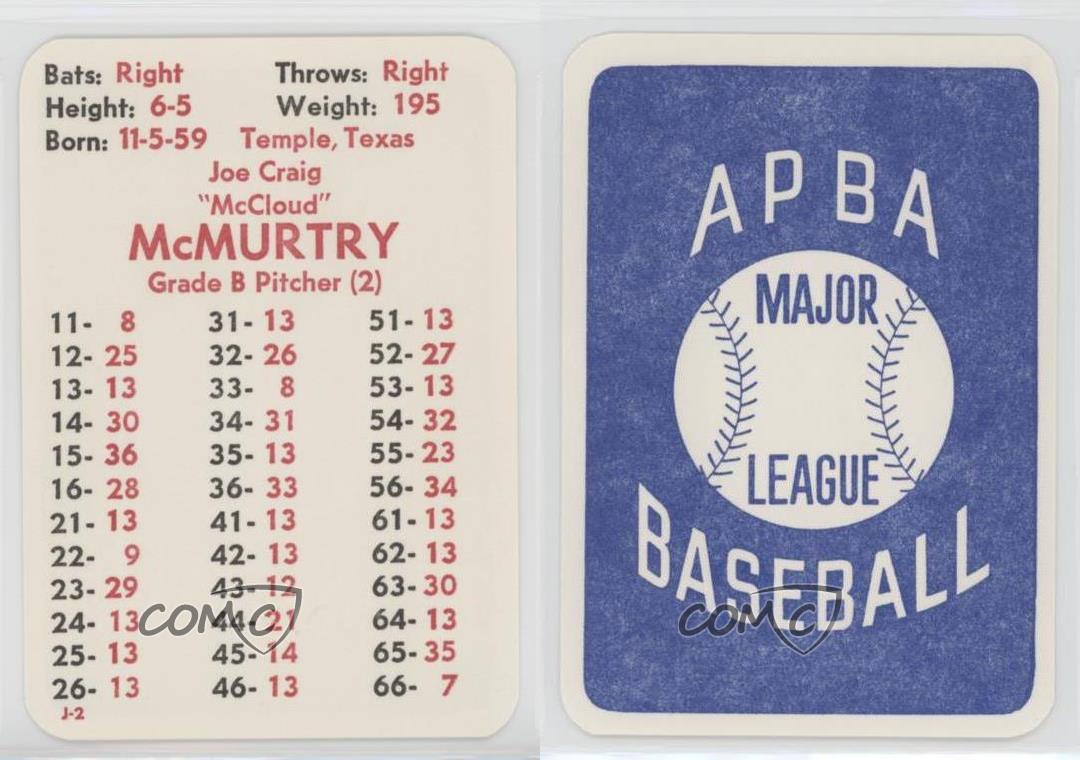 Bats: Right Throws: Right
Height: 6-5 Weight: 195
Born: 11-5-59 Temple, Texas
Joe Craig
"McCloud"
McMURTRY
Grade B Pitcher (2)
11- 8 31- 13 51- 13
12- 25 32- 26 52- 27
13- 13 33- 8 53- 13
14- 30 34- 31 54- 32
15- 36 35- 13 55- 23
16- 28 36- 33 56- 34
21- 13 41- 13 61- 13
22- 9 42- 13 62- 13
23- 29 43- 12 63- 30
24- 13 44- 21 64- 13
25- 13 45- 14 65- 35
26- 13 46- 13 66- 7
J-2
COMC
APBA
MAJOR
LEAGUE
BASEBALL
COMC